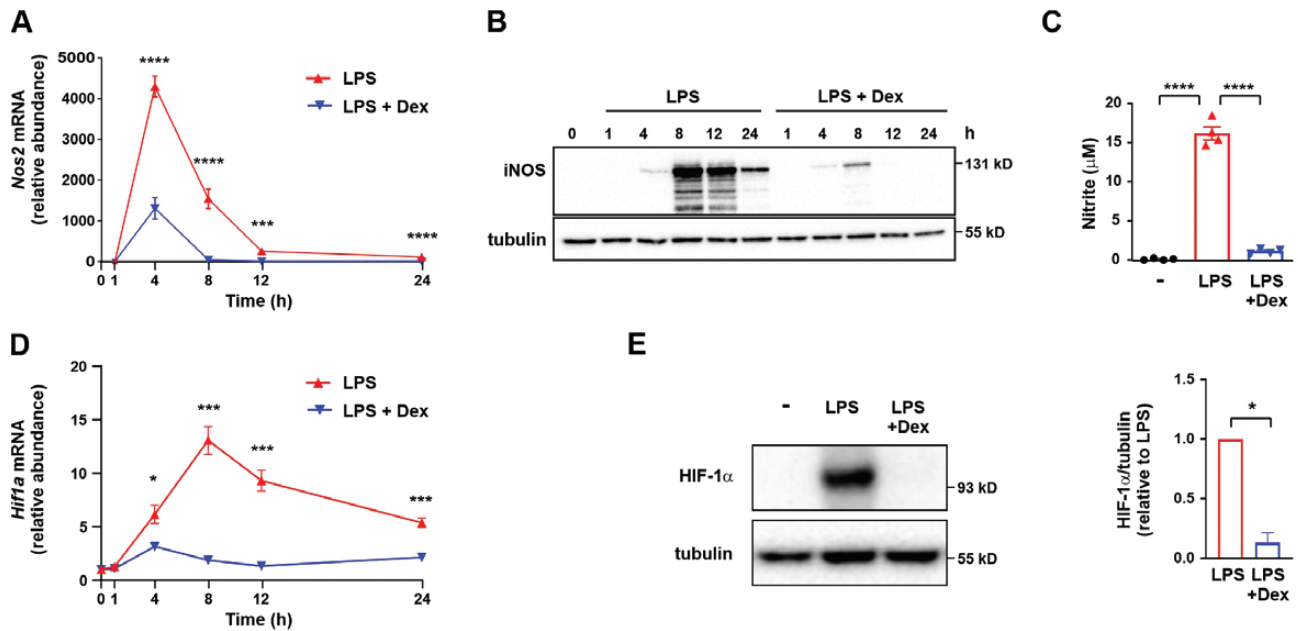 A
Nos2 mRNA
(relative abundance)
5000
4000
3000
2000
1000
0
****
****
***
****
LPS
LPS + Dex
0 1 4 8 12 24
Time (h)
B
LPS LPS + Dex
0 1 4 8 12 24 1 4 8 12 24 h
iNOS
131 kD
tubulin
55 kD
C
Nitrite (μM)
20
15
10
5
0
**** ****
- LPS LPS
+Dex
D
Hif1a mRNA
(relative abundance)
20
15
10
5
0
*
***
***
***
LPS
LPS + Dex
0 1 4 8 12 24
Time (h)
E
- LPS LPS
+Dex
HIF-1α
93 kD
tubulin
55 kD
HIF-1α/tubulin
(relative to LPS)
1.5
1.0
0.5
0.0
*
LPS LPS
+Dex